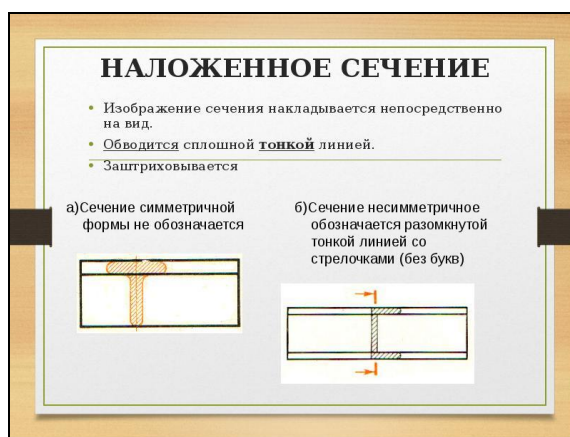 НАЛОЖЕННОЕ СЕЧЕНИЕ
• Изображение сечения накладывается непосредственно
на вид.
• Обводится сплошной тонкой линией.
• Заштриховывается
а)Сечение симметричной
формы не обозначается
б)Сечение несимметричное
обозначается разомкнутой
тонкой линией со
стрелочками (без букв)